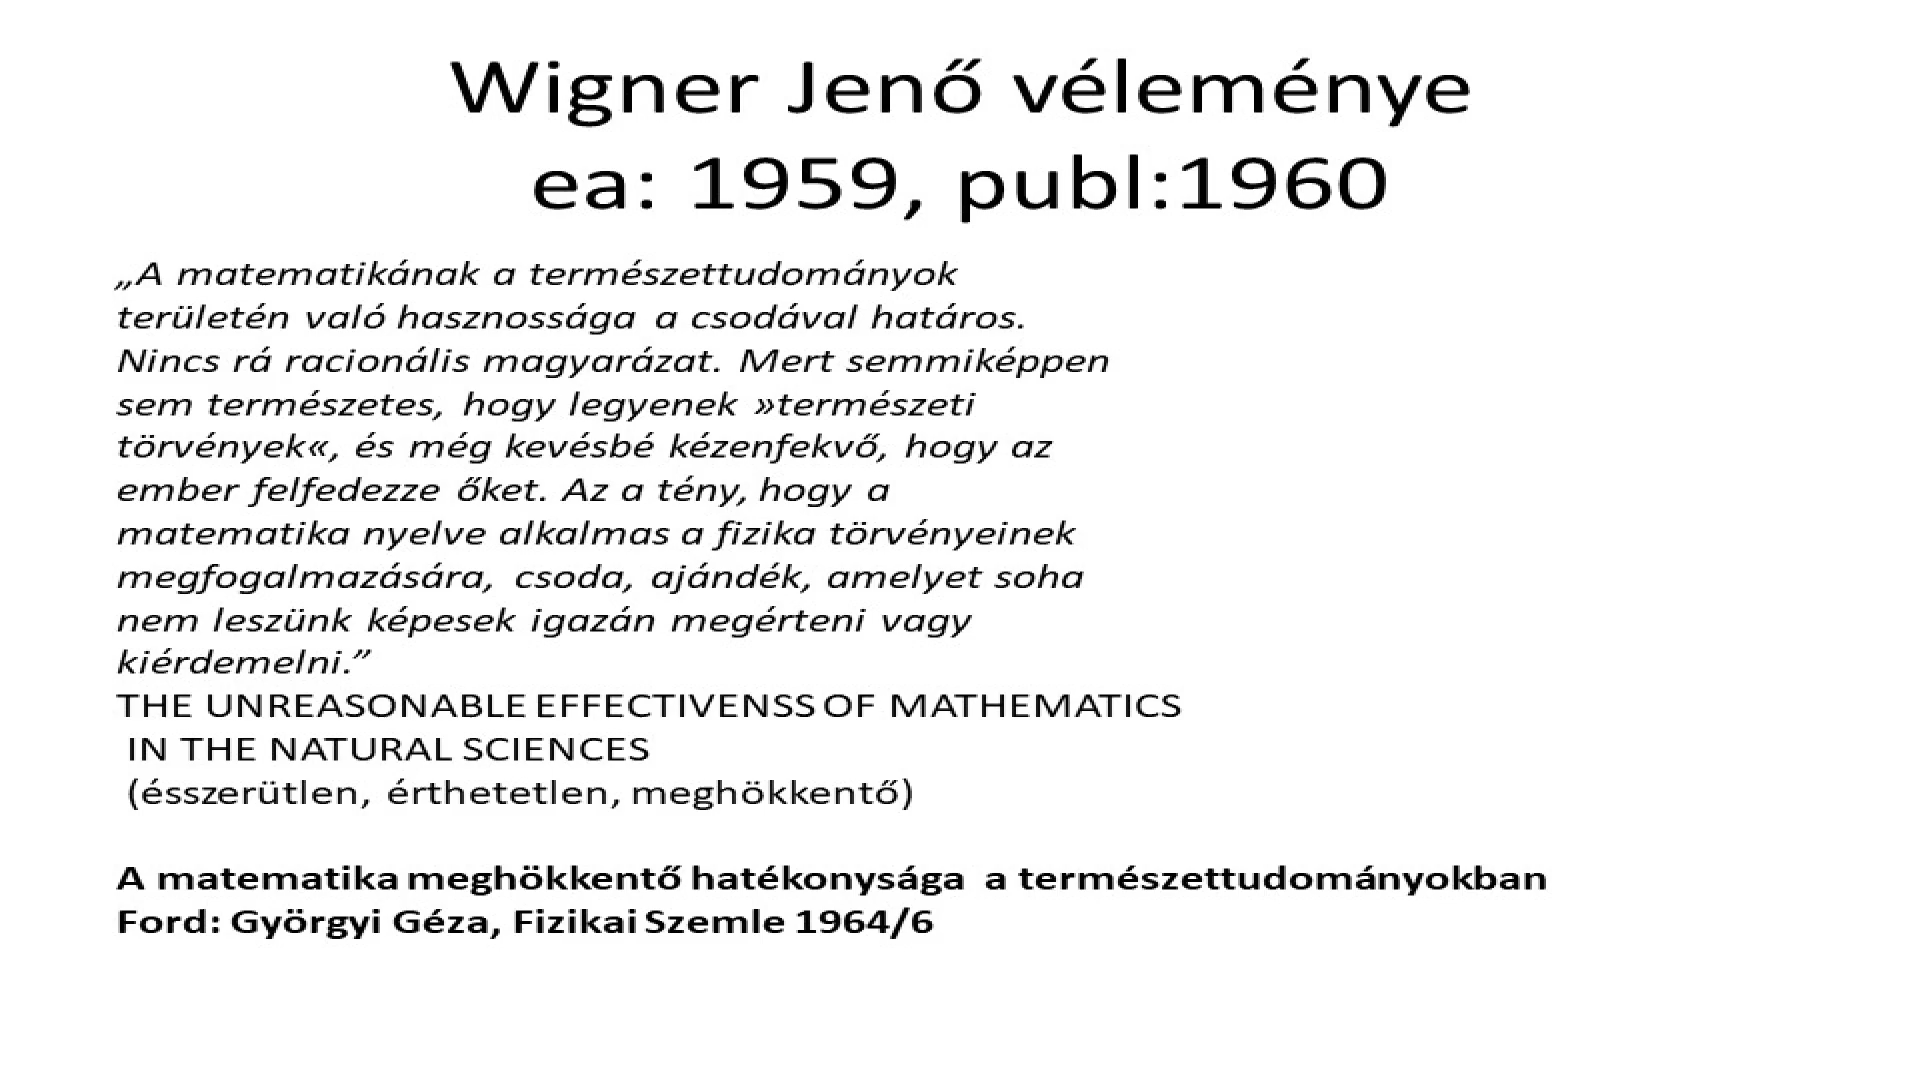 Wigner Jenő véleménye
ea: 1959, publ:1960
„A matematikának a természettudományok
területén való hasznossága a csodával határos.
Nincs rá racionális magyarázat. Mert semmiképpen
sem természetes, hogy legyenek »természeti
törvények«, és még kevésbé kézenfekvő, hogy az
ember felfedezze őket. Az a tény, hogy a
matematika nyelve alkalmas a fizika törvényeinek
megfogalmazására, csoda, ajándék, amelyet soha
nem leszünk képesek igazán megérteni vagy
kiérdemelni.”
THE UNREASONABLE EFFECTIVENSS OF MATHEMATICS
IN THE NATURAL SCIENCES
(ésszerütlen, érthetetlen, meghökkentő)
A matematika meghökkentő hatékonysága a természettudományokban
Ford: Györgyi Géza, Fizikai Szemle 1964/6